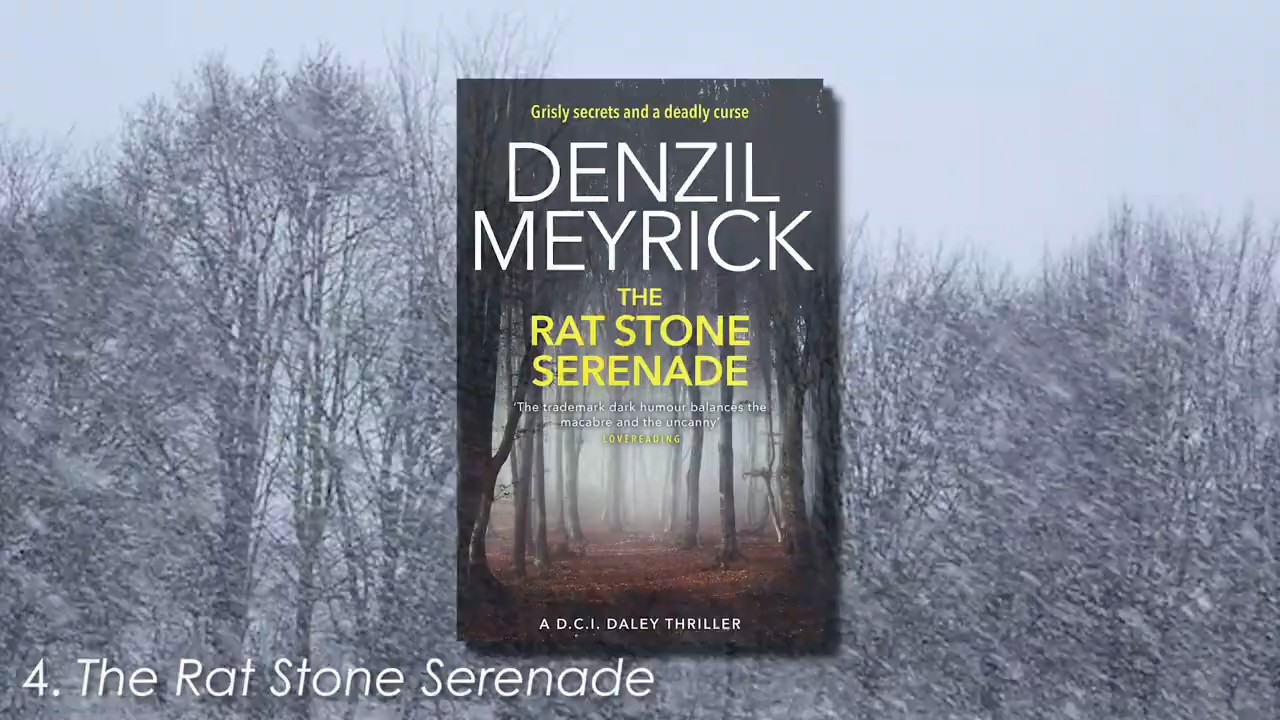 Grisly secrets and a deadly curse
DENZIL
MEYRICK
THE
RAT STONE
SERENADE
'The trademark dark humour balances the
macabre and the uncanny'
LOVEREADING
A D.C.I. DALEY THRILLER
4. The Rat Stone Serenade